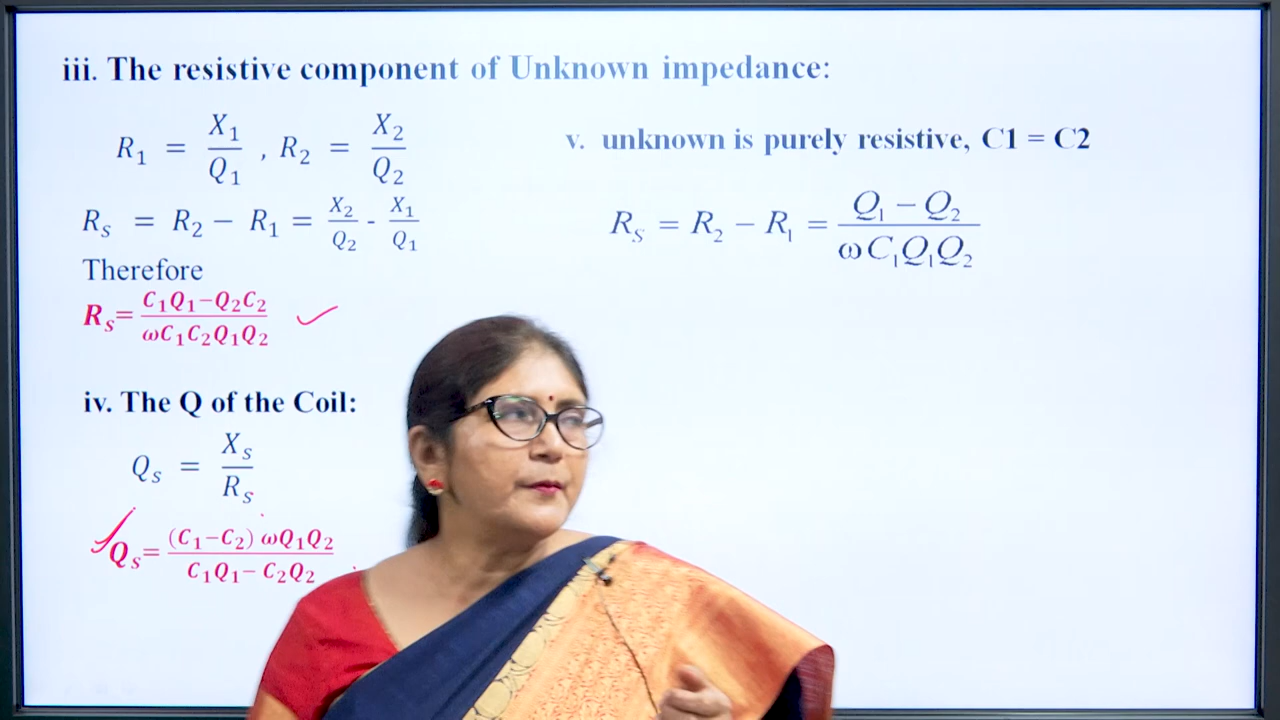 iii. The resistive component of Unknown impedance:
R₁ = X₁/Q₁ , R₂ = X₂/Q₂
Rₛ = R₂ − R₁ = X₂/Q₂ - X₁/Q₁
Therefore
Rₛ= (C₁Q₁−Q₂C₂)/(ωC₁C₂Q₁Q₂)
iv. The Q of the Coil:
Qₛ = Xₛ/Rₛ
Qₛ= ((C₁−C₂) ωQ₁Q₂)/(C₁Q₁− C₂Q₂)
v. unknown is purely resistive, C1 = C2
R_S = R₂ − R₁ = (Q₁ − Q₂)/(ωC₁Q₁Q₂)